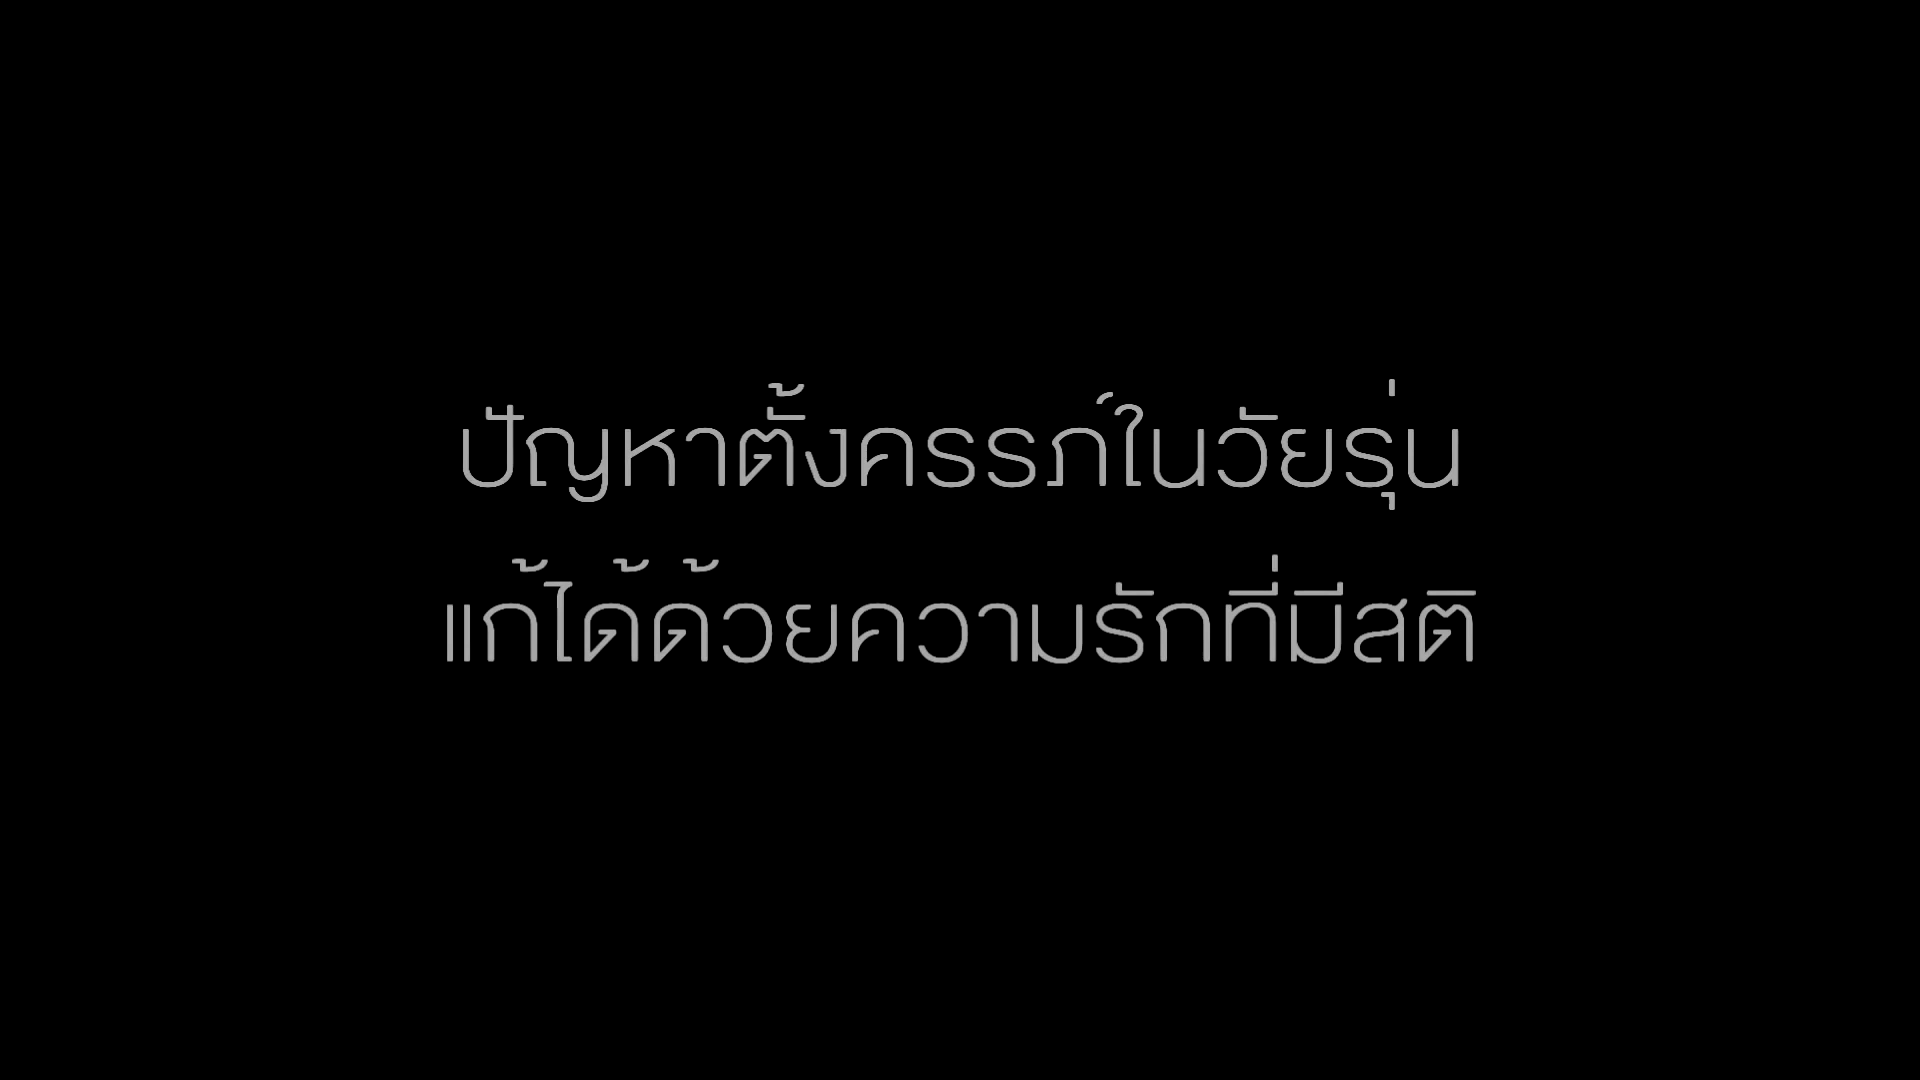 ปัญหาตั้งครรภ์ในวัยรุ่น
แก้ได้ด้วยความรักที่มีสติ